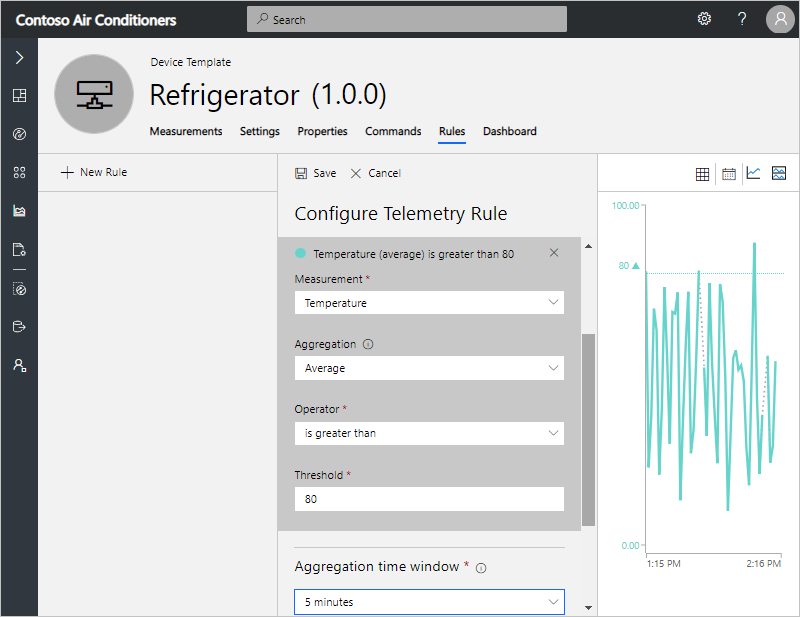 Contoso Air Conditioners
Search
?
Device Template
Refrigerator (1.0.0)
Measurements Settings Properties Commands Rules Dashboard
New Rule
Save Cancel
Configure Telemetry Rule
Temperature (average) is greater than 80
Measurement *
Temperature
Aggregation
Average
Operator *
is greater than
Threshold *
80
Aggregation time window *
5 minutes
100.00
80
0.00
1:15 PM 2:16 PM